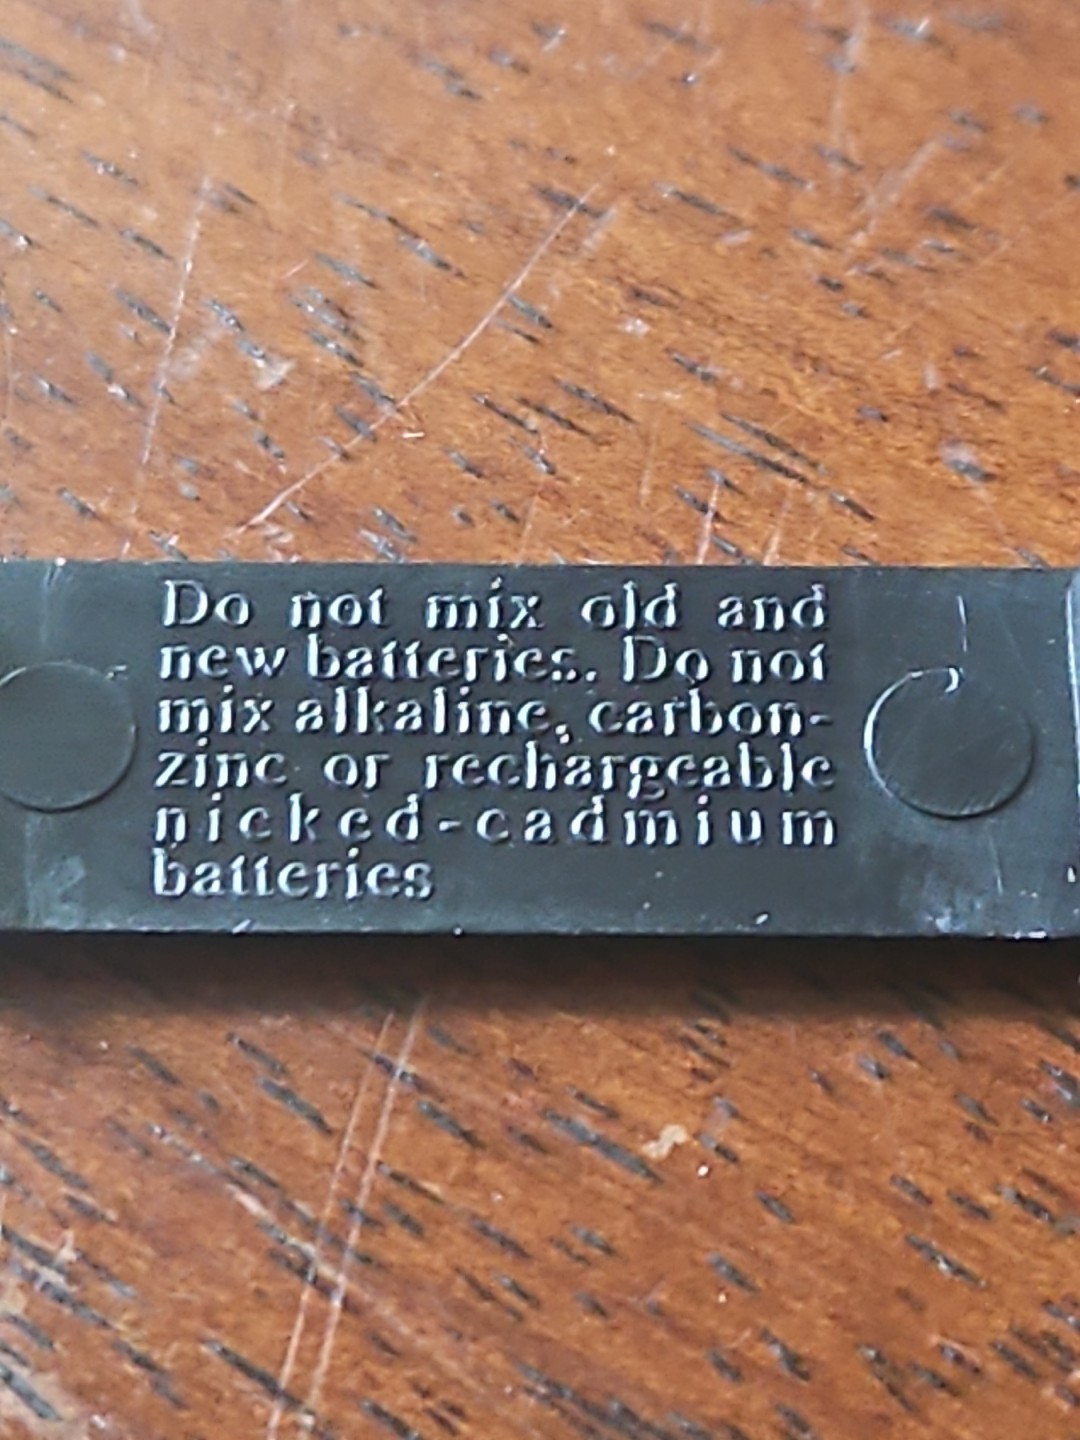 Do not mix old and
new batteries. Do not
mix alkaline, carbon-
zinc or rechargeable
nicked-cadmium
batteries